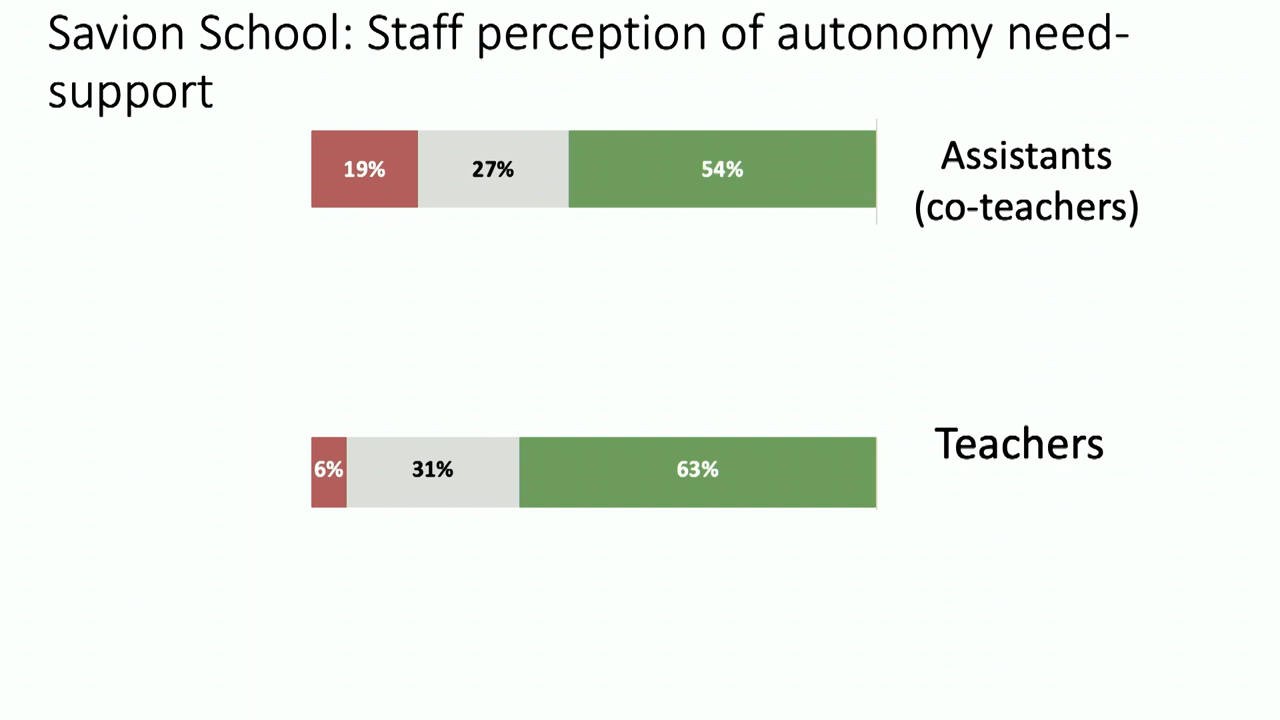 Savion School: Staff perception of autonomy need-
support
19% 27% 54%
Assistants
(co-teachers)
6% 31% 63%
Teachers